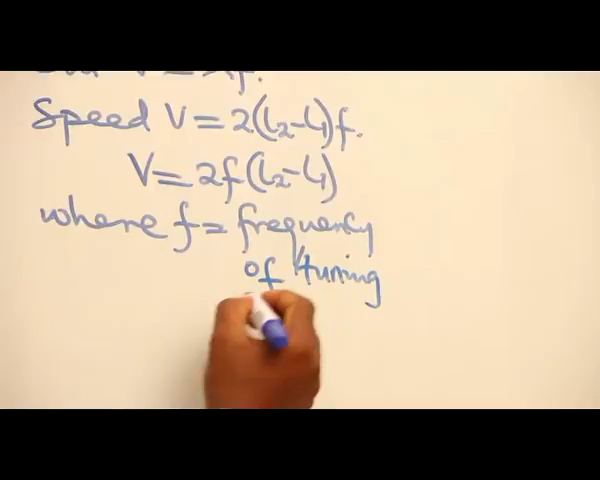 Speed V = 2(L₂-L₁)f.
V = 2f(L₂-L₁)
where f = frequency
of tuning